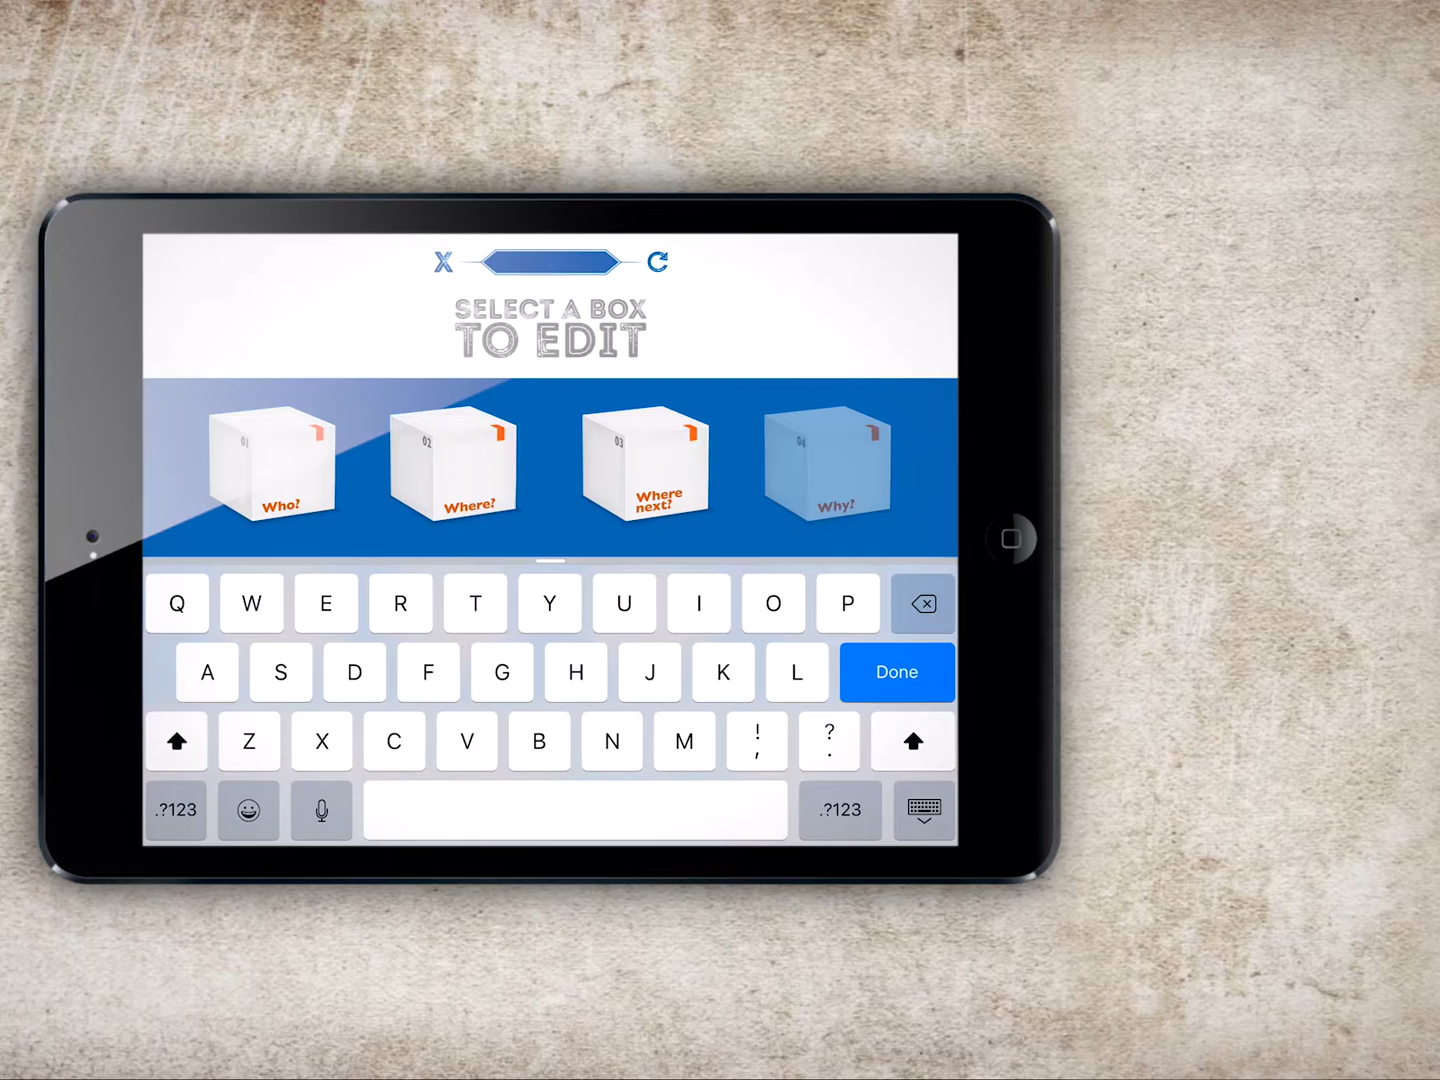 X
SELECT A BOX
TO EDIT
01
02
03
04
Who?
Where?
Where
next?
Why?
Q W E R T Y U I O P
A S D F G H J K L Done
Z X C V B N M ! , ? .
.?123 .?123